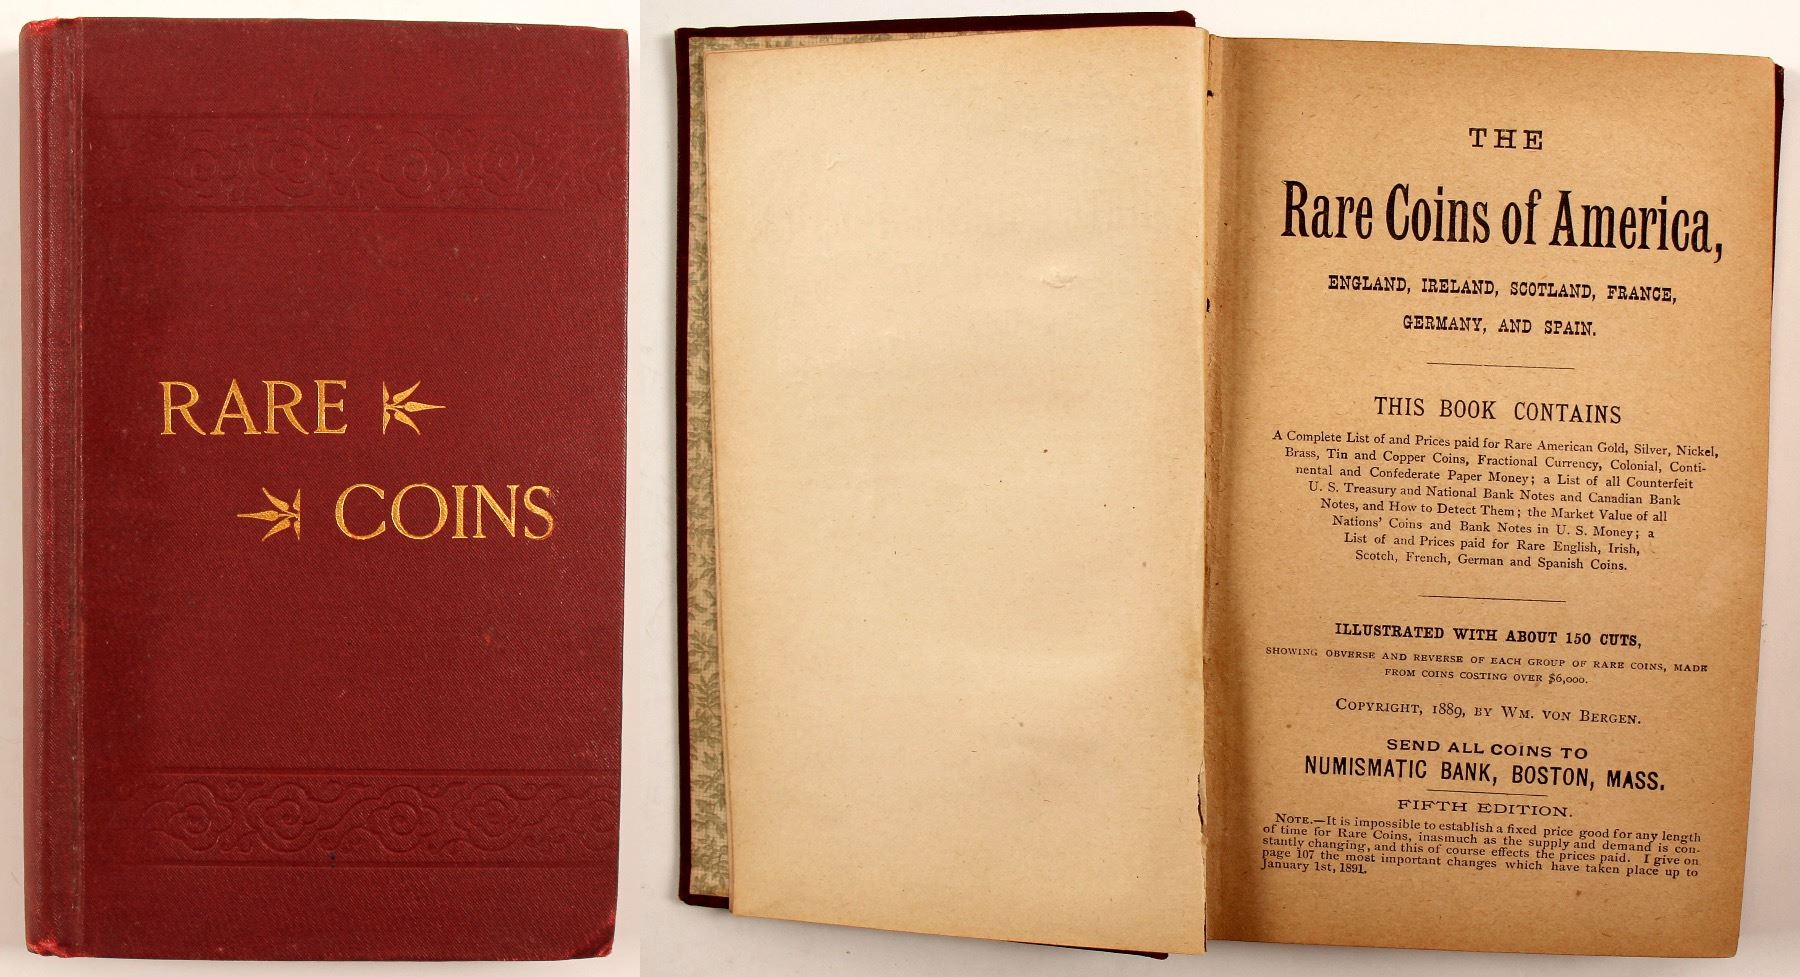 RARE
COINS
THE
Rare Coins of America,
ENGLAND, IRELAND, SCOTLAND, FRANCE,
GERMANY, AND SPAIN.
THIS BOOK CONTAINS
A Complete List of and Prices paid for Rare American Gold, Silver, Nickel,
Brass, Tin and Copper Coins, Fractional Currency, Colonial, Conti-
nental and Confederate Paper Money; a List of all Counterfeit
U. S. Treasury and National Bank Notes and Canadian Bank
Notes, and How to Detect Them; the Market Value of all
Nations' Coins and Bank Notes in U. S. Money; a
List of and Prices paid for Rare English, Irish,
Scotch, French, German and Spanish Coins.
ILLUSTRATED WITH ABOUT 150 CUTS,
SHOWING OBVERSE AND REVERSE OF EACH GROUP OF RARE COINS, MADE
FROM COINS COSTING OVER $6,000.
COPYRIGHT, 1889, BY WM. VON BERGEN.
SEND ALL COINS TO
NUMISMATIC BANK, BOSTON, MASS.
FIFTH EDITION.
NOTE.—It is impossible to establish a fixed price good for any length
of time for Rare Coins, inasmuch as the supply and demand is con-
stantly changing, and this of course effects the prices paid. I give on
page 107 the most important changes which have taken place up to
January 1st, 1891.